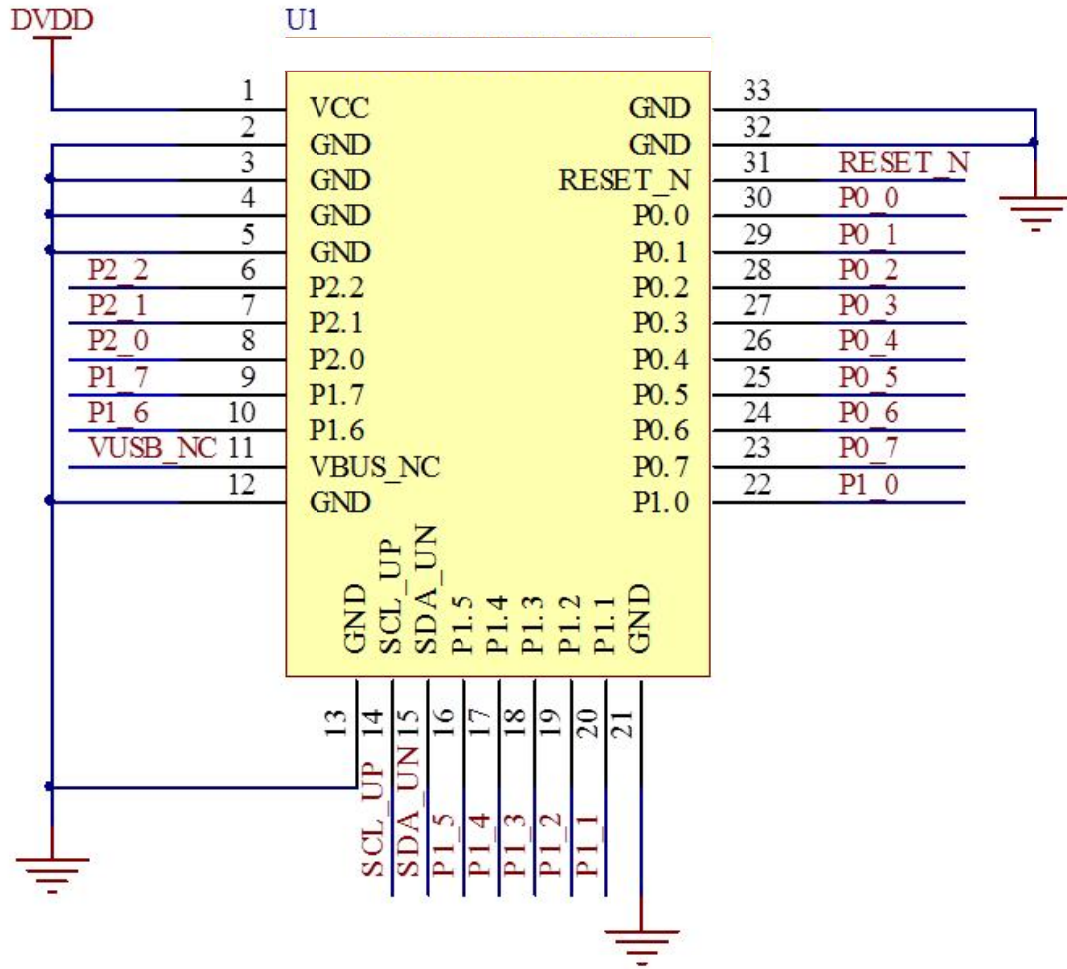 DVDD
U1
1 VCC GND 33
2 GND GND 32
3 GND RESET_N 31 RESET_N
4 GND P0.0 30 P0_0
5 GND P0.1 29 P0_1
P2_2 6 P2.2 P0.2 28 P0_2
P2_1 7 P2.1 P0.3 27 P0_3
P2_0 8 P2.0 P0.4 26 P0_4
P1_7 9 P1.7 P0.5 25 P0_5
P1_6 10 P1.6 P0.6 24 P0_6
VUSB_NC 11 VBUS_NC P0.7 23 P0_7
12 GND P1.0 22 P1_0
GND SCL_UP SDA_UN P1.5 P1.4 P1.3 P1.2 P1.1 GND
13 14 15 16 17 18 19 20 21
SCL_UP SDA_UN P1_5 P1_4 P1_3 P1_2 P1_1